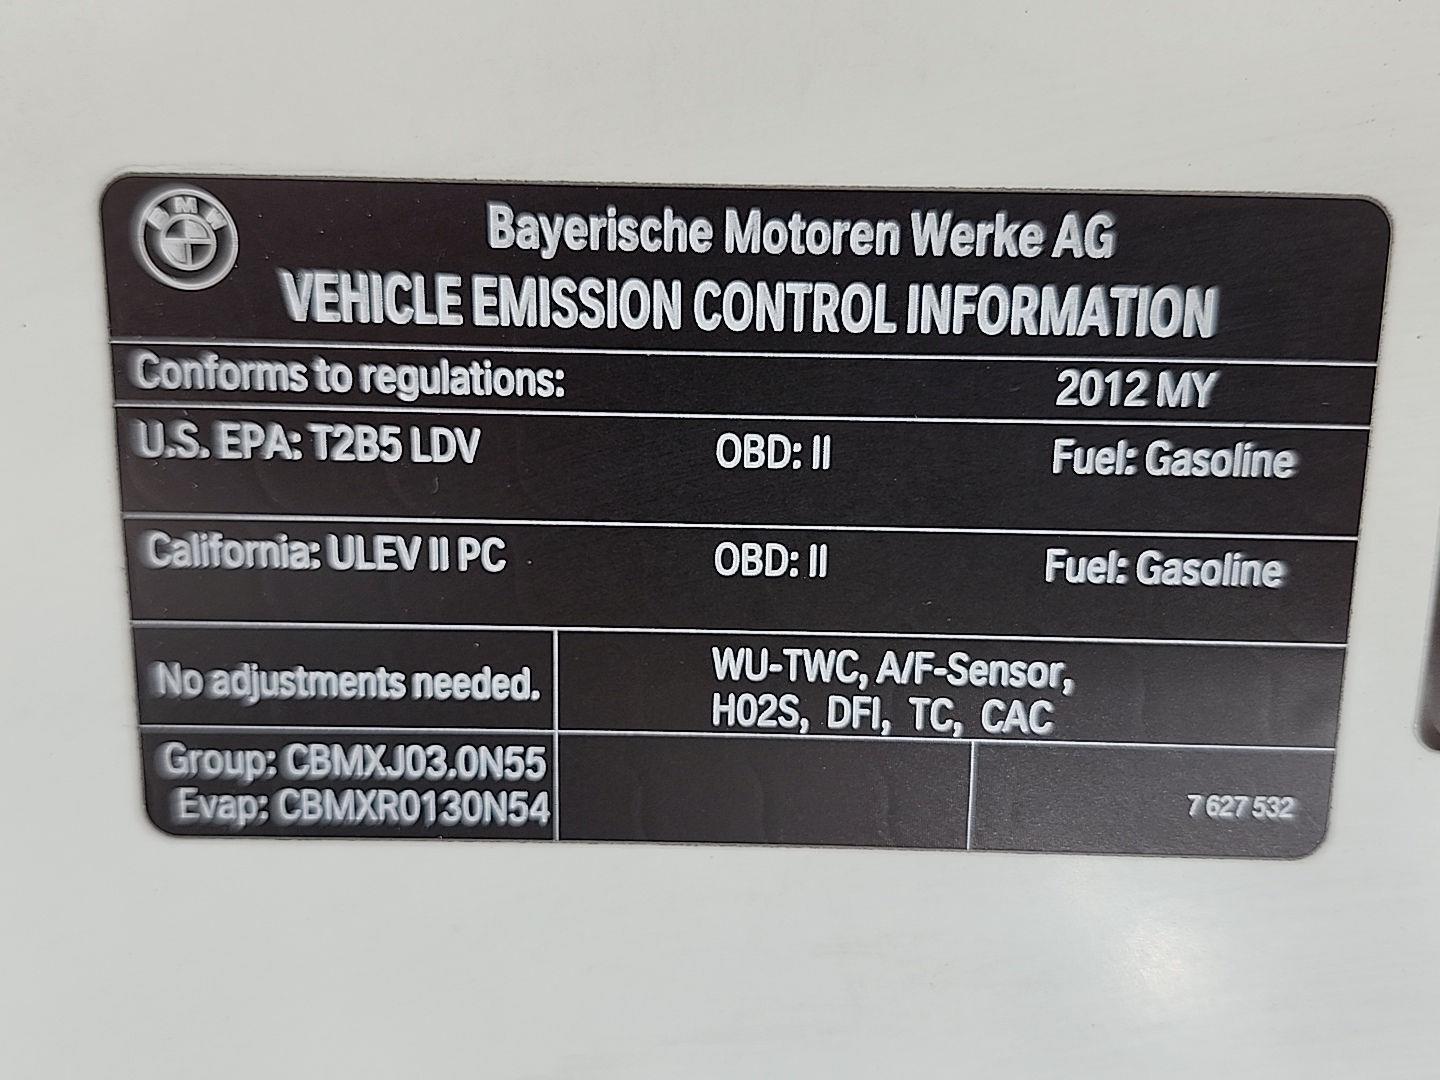 BMW
Bayerische Motoren Werke AG
VEHICLE EMISSION CONTROL INFORMATION
Conforms to regulations: 2012 MY
U.S. EPA: T2B5 LDV OBD: II Fuel: Gasoline
California: ULEV II PC OBD: II Fuel: Gasoline
No adjustments needed.
WU-TWC, A/F-Sensor,
HO2S, DFI, TC, CAC
Group: CBMXJ03.0N55
Evap: CBMXR0130N54
7 627 532